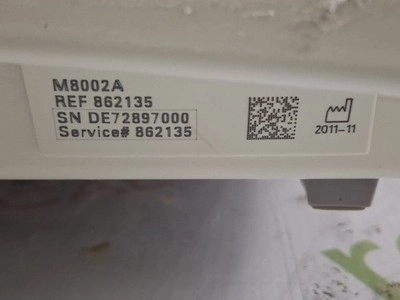 M8002A
REF 862135
SN DE72897000
Service# 862135
2011-11